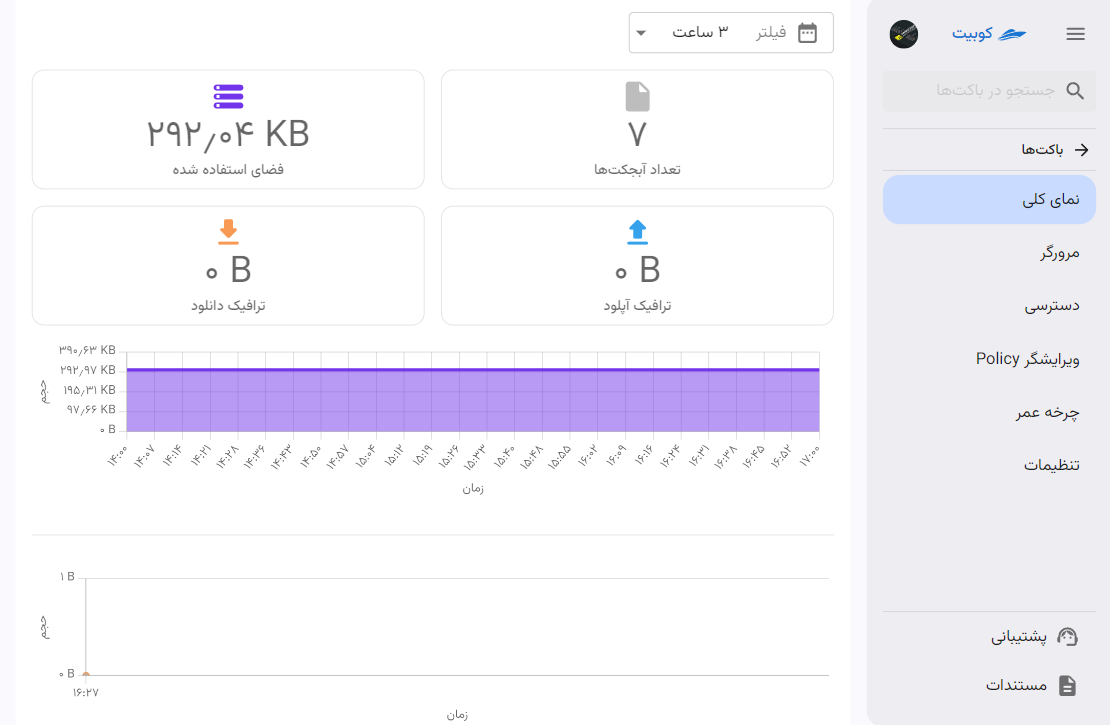 کوبیت
جستجو در باکت‌ها
باکت‌ها
نمای کلی
مرورگر
دسترسی
ویرایشگر Policy
چرخه عمر
تنظیمات
پشتیبانی
مستندات
فیلتر ۳ ساعت
۷
تعداد آبجکت‌ها
۲۹۲٫۰۴ KB
فضای استفاده شده
۰ B
ترافیک آپلود
۰ B
ترافیک دانلود
۳۹۰٫۶۳ KB
۲۹۲٫۹۷ KB
۱۹۵٫۳۱ KB
۹۷٫۶۶ KB
۰ B
حجم
۱۴:۰۰ ۱۴:۰۷ ۱۴:۱۴ ۱۴:۲۱ ۱۴:۲۸ ۱۴:۳۶ ۱۴:۴۳ ۱۴:۵۰ ۱۴:۵۷ ۱۵:۰۴ ۱۵:۱۲ ۱۵:۱۹ ۱۵:۲۶ ۱۵:۳۳ ۱۵:۴۰ ۱۵:۴۸ ۱۵:۵۵ ۱۶:۰۲ ۱۶:۰۹ ۱۶:۱۶ ۱۶:۲۴ ۱۶:۳۱ ۱۶:۳۸ ۱۶:۴۵ ۱۶:۵۲ ۱۷:۰۰
زمان
۱ B
حجم
۰ B
۱۶:۲۷
زمان